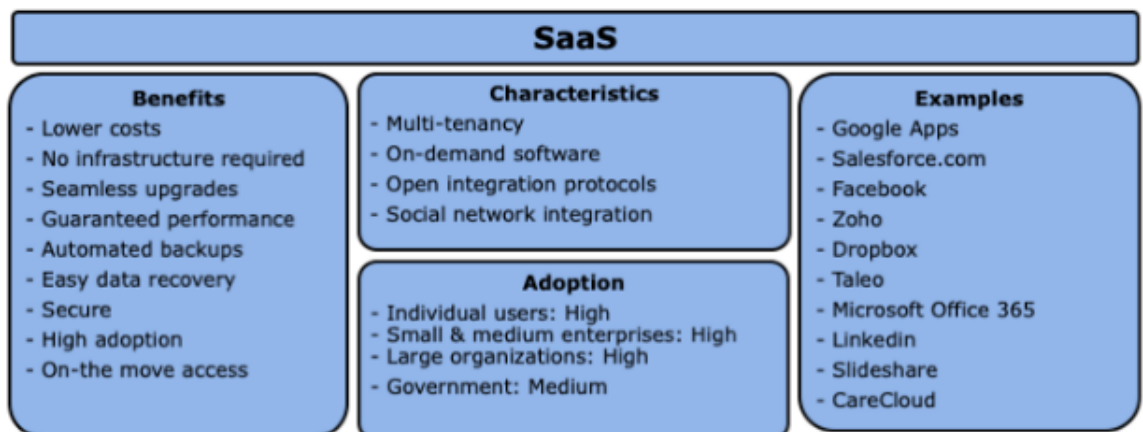 SaaS
Benefits
- Lower costs
- No infrastructure required
- Seamless upgrades
- Guaranteed performance
- Automated backups
- Easy data recovery
- Secure
- High adoption
- On-the move access
Characteristics
- Multi-tenancy
- On-demand software
- Open integration protocols
- Social network integration
Adoption
- Individual users: High
- Small & medium enterprises: High
- Large organizations: High
- Government: Medium
Examples
- Google Apps
- Salesforce.com
- Facebook
- Zoho
- Dropbox
- Taleo
- Microsoft Office 365
- Linkedin
- Slideshare
- CareCloud